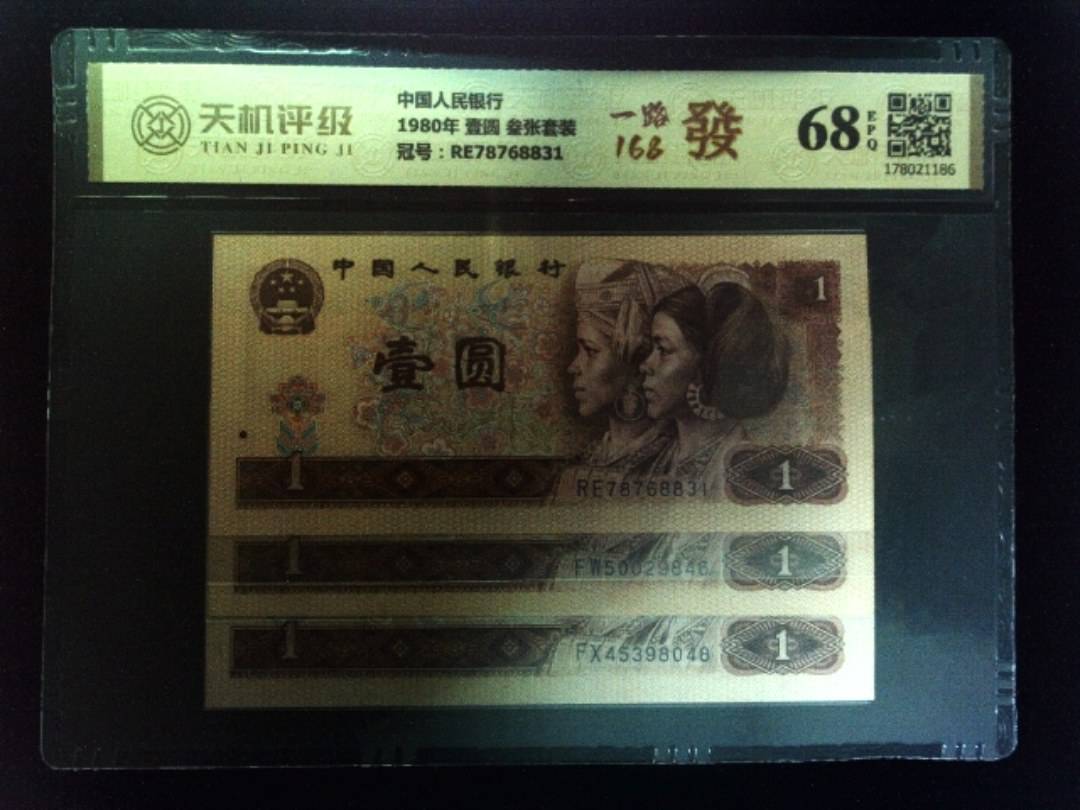 天机评级
TIAN JI PING JI
中国人民银行
1980年 壹圆 叁张套装
冠号：RE78768831
一路
168
發
68
EPQ
178021186
中国人民银行
1
壹圆
1
RE78768831
1
1
FW50029846
1
1
FX45398048
1